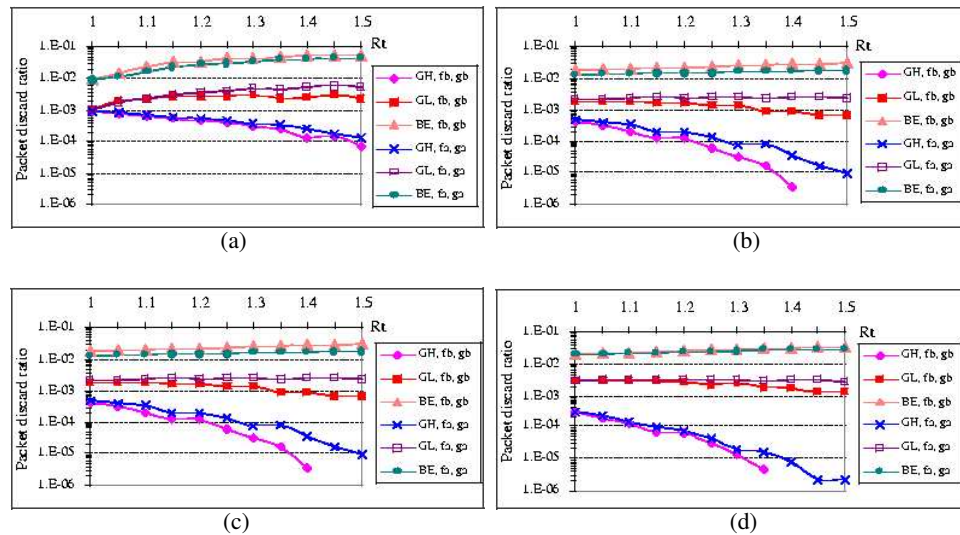 1 1.1 1.2 1.3 1.4 1.5
Rt
Packet discard ratio
1.E-01
1.E-02
1.E-03
1.E-04
1.E-05
1.E-06
GH, fb, gb
GL, fb, gb
BE, fb, gb
GH, fa, ga
GL, fa, ga
BE, fa, ga
(a)
1 1.1 1.2 1.3 1.4 1.5
Rt
Packet discard ratio
1.E-01
1.E-02
1.E-03
1.E-04
1.E-05
1.E-06
GH, fb, gb
GL, fb, gb
BE, fb, gb
GH, fa, ga
GL, fa, ga
BE, fa, ga
(b)
1 1.1 1.2 1.3 1.4 1.5
Rt
Packet discard ratio
1.E-01
1.E-02
1.E-03
1.E-04
1.E-05
1.E-06
GH, fb, gb
GL, fb, gb
BE, fb, gb
GH, fa, ga
GL, fa, ga
BE, fa, ga
(c)
1 1.1 1.2 1.3 1.4 1.5
Rt
Packet discard ratio
1.E-01
1.E-02
1.E-03
1.E-04
1.E-05
1.E-06
GH, fb, gb
GL, fb, gb
BE, fb, gb
GH, fa, ga
GL, fa, ga
BE, fa, ga
(d)